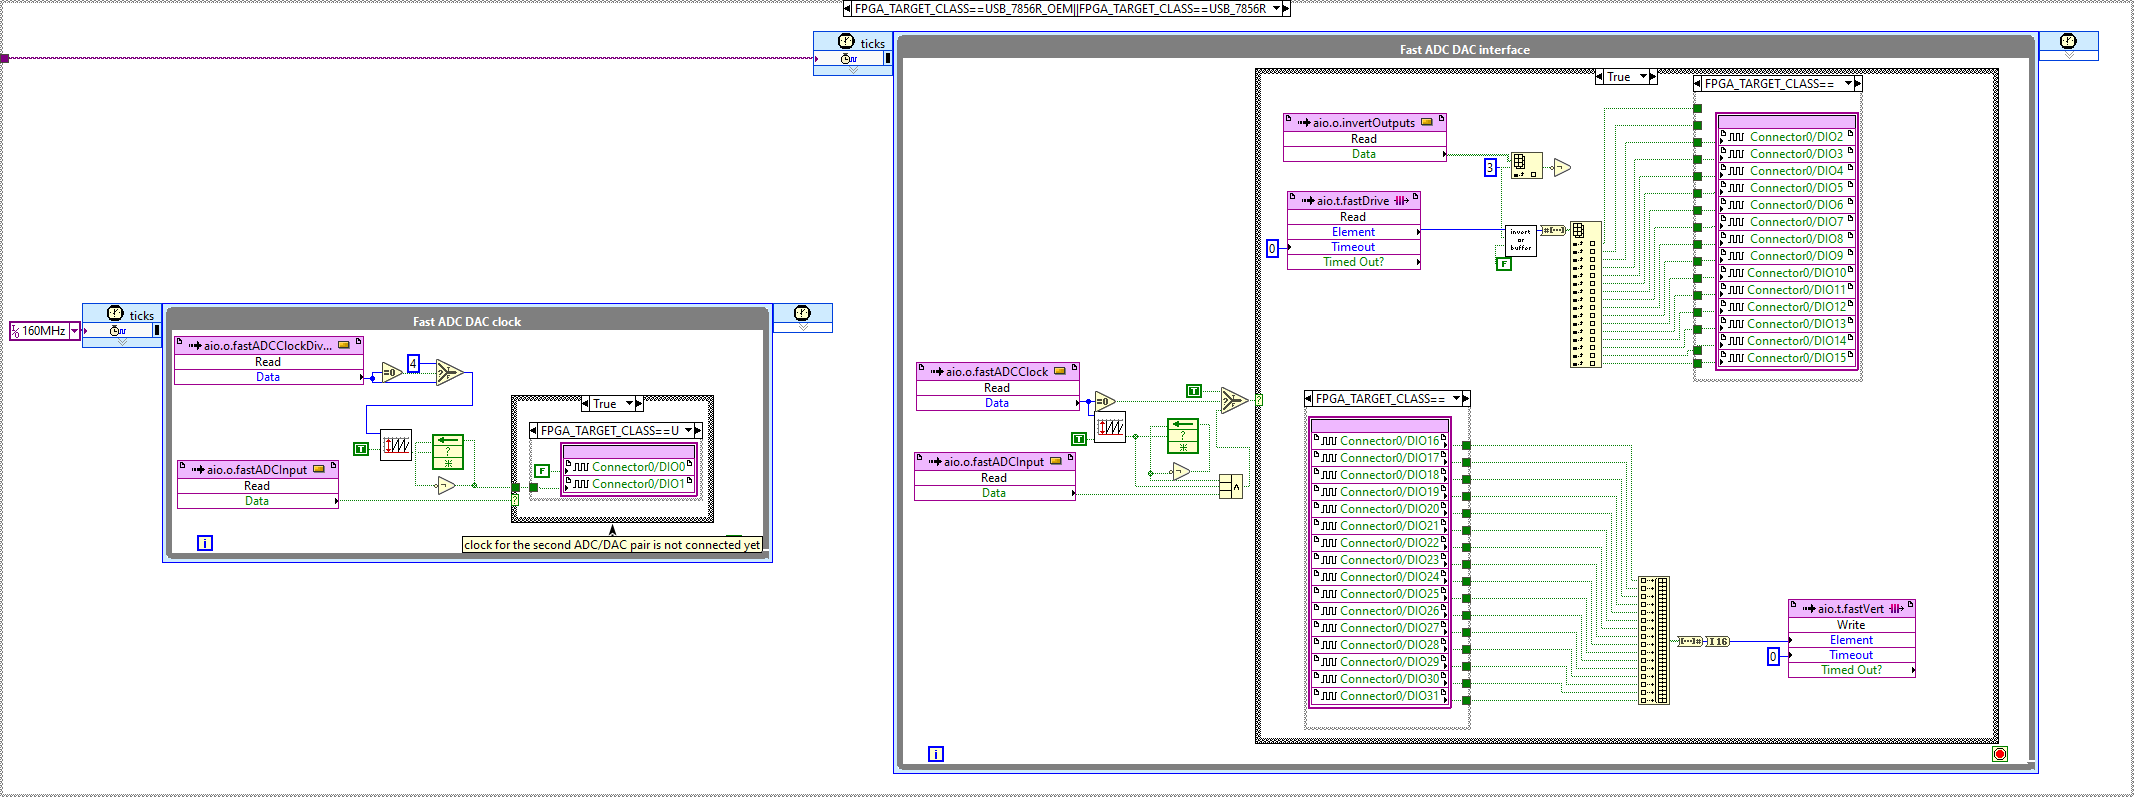 FPGA_TARGET_CLASS==USB_7856R_OEM||FPGA_TARGET_CLASS==USB_7856R
ticks
Fast ADC DAC interface
True
FPGA_TARGET_CLASS==
aio.o.invertOutputs
Read
Data
3
aio.t.fastDrive
Read
Element
Timeout
Timed Out?
0
invert
or
buffer
F
#[...]
Connector0/DIO2
Connector0/DIO3
Connector0/DIO4
Connector0/DIO5
Connector0/DIO6
Connector0/DIO7
Connector0/DIO8
Connector0/DIO9
Connector0/DIO10
Connector0/DIO11
Connector0/DIO12
Connector0/DIO13
Connector0/DIO14
Connector0/DIO15
160MHz
ticks
Fast ADC DAC clock
aio.o.fastADCClockDiv...
Read
Data
=0
4
T
F
?
T
?
aio.o.fastADCInput
Read
Data
True
FPGA_TARGET_CLASS==U
F
Connector0/DIO0
Connector0/DIO1
?
clock for the second ADC/DAC pair is not connected yet
i
aio.o.fastADCClock
Read
Data
=0
T
T
?
T
F
?
?
aio.o.fastADCInput
Read
Data
FPGA_TARGET_CLASS==
Connector0/DIO16
Connector0/DIO17
Connector0/DIO18
Connector0/DIO19
Connector0/DIO20
Connector0/DIO21
Connector0/DIO22
Connector0/DIO23
Connector0/DIO24
Connector0/DIO25
Connector0/DIO26
Connector0/DIO27
Connector0/DIO28
Connector0/DIO29
Connector0/DIO30
Connector0/DIO31
[...]#
I16
aio.t.fastVert
Write
Element
Timeout
Timed Out?
0
i